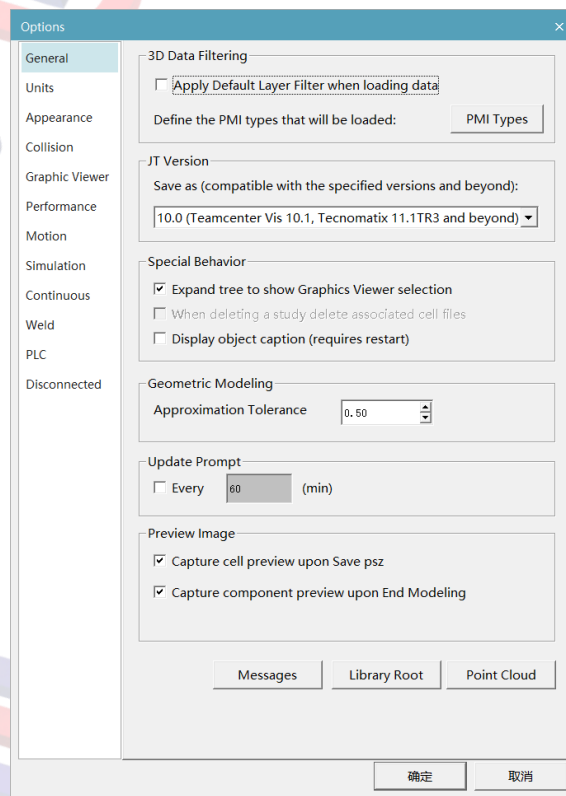 Options
×
General
Units
Appearance
Collision
Graphic Viewer
Performance
Motion
Simulation
Continuous
Weld
PLC
Disconnected
3D Data Filtering
Apply Default Layer Filter when loading data
Define the PMI types that will be loaded: PMI Types
JT Version
Save as (compatible with the specified versions and beyond):
10.0 (Teamcenter Vis 10.1, Tecnomatix 11.1TR3 and beyond)
Special Behavior
Expand tree to show Graphics Viewer selection
When deleting a study delete associated cell files
Display object caption (requires restart)
Geometric Modeling
Approximation Tolerance 0.50
Update Prompt
Every 60 (min)
Preview Image
Capture cell preview upon Save psz
Capture component preview upon End Modeling
Messages Library Root Point Cloud
确定 取消